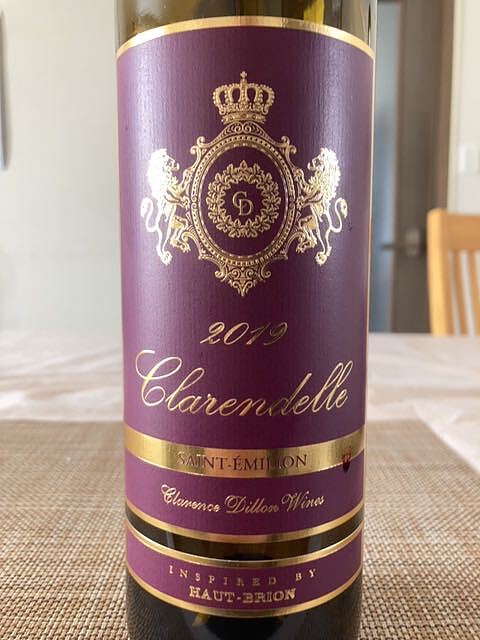 CD
2019
Clarendelle
SAINT-ÉMILION
Clarence Dillon Wines
INSPIRED BY
HAUT-BRION